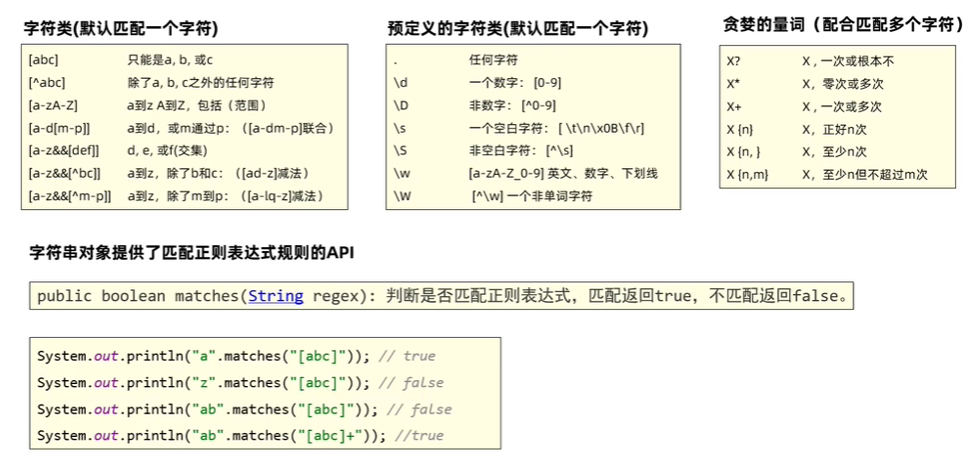 字符类(默认匹配一个字符)
[abc] 只能是a, b, 或c
[^abc] 除了a, b, c之外的任何字符
[a-zA-Z] a到z A到Z，包括（范围）
[a-d[m-p]] a到d，或m通过p：（[a-dm-p]联合）
[a-z&&[def]] d, e, 或f(交集)
[a-z&&[^bc]] a到z，除了b和c：（[ad-z]减法）
[a-z&&[^m-p]] a到z，除了m到p：（[a-lq-z]减法）
预定义的字符类(默认匹配一个字符)
. 任何字符
\d 一个数字： [0-9]
\D 非数字： [^0-9]
\s 一个空白字符： [ \t\n\x0B\f\r]
\S 非空白字符： [^\s]
\w [a-zA-Z_0-9] 英文、数字、下划线
\W [^\w] 一个非单词字符
贪婪的量词（配合匹配多个字符）
X? X , 一次或根本不
X* X，零次或多次
X+ X , 一次或多次
X {n} X，正好n次
X {n, } X，至少n次
X {n,m} X，至少n但不超过m次
字符串对象提供了匹配正则表达式规则的API
public boolean matches(String regex): 判断是否匹配正则表达式，匹配返回true，不匹配返回false。
System.out.println("a".matches("[abc]")); // true
System.out.println("z".matches("[abc]")); // false
System.out.println("ab".matches("[abc]")); // false
System.out.println("ab".matches("[abc]+")); //true